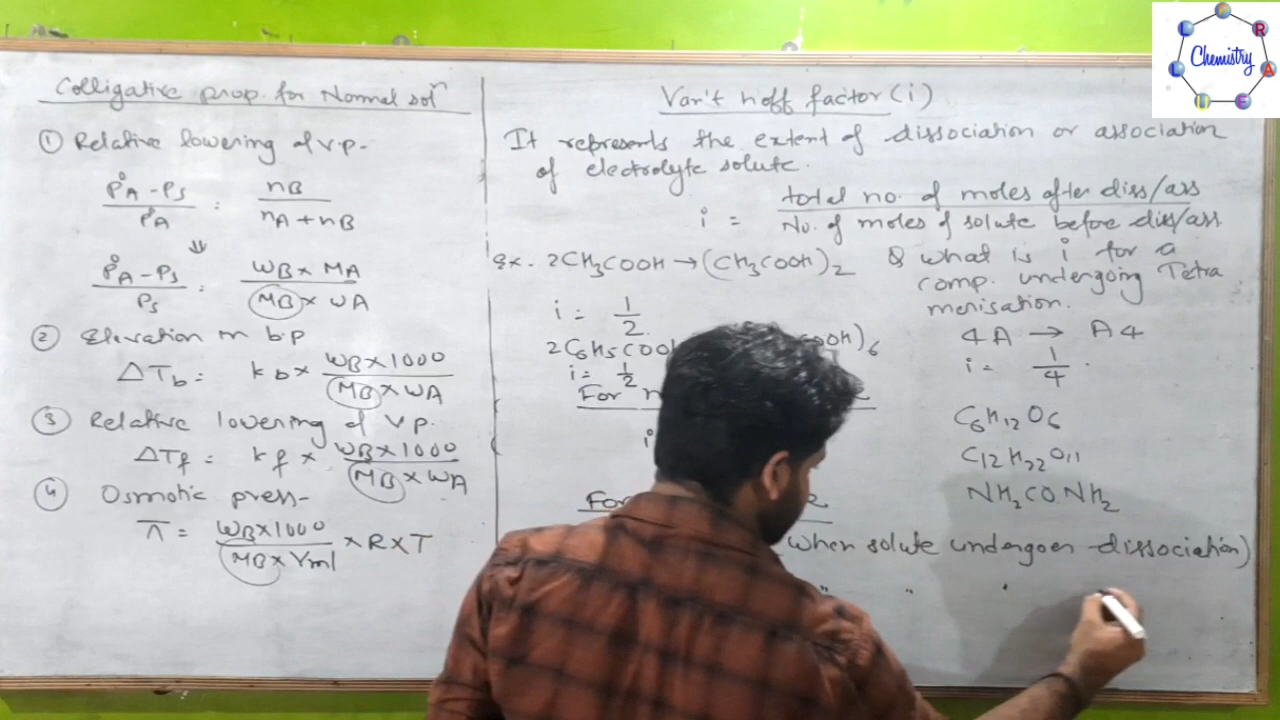 Colligative prop. for Normal solⁿ
① Relative lowering of v.p.
P°A - Ps / P°A = nB / nA + nB
⇓
P°A - Ps / Ps = WB × MA / MB × WA
② Elevation in b.p
ΔTb = Kb × WB×1000 / MB × WA
③ Relative lowering of V.p.
ΔTf = Kf × WB×1000 / MB × WA
④ Osmotic press-
π = WB×1000 / MB × Vml × R×T
Van't hoff factor (i)
It represents the extent of dissociation or association
of electrolyte solute.
i = total no. of moles after diss/ass / No. of moles of solute before diss/ass
Ex. 2CH3COOH → (CH3COOH)2
i = 1/2.
2C6H5COOH
OOH)6
i = 1/2
For n
i
For
when solute undergoes dissociation)
" " "
Q what is i for a
comp. undergoing Tetra
merisation.
4A → A4
i = 1/4.
C6H12O6
C12H22O11
NH2CONH2
Chemistry